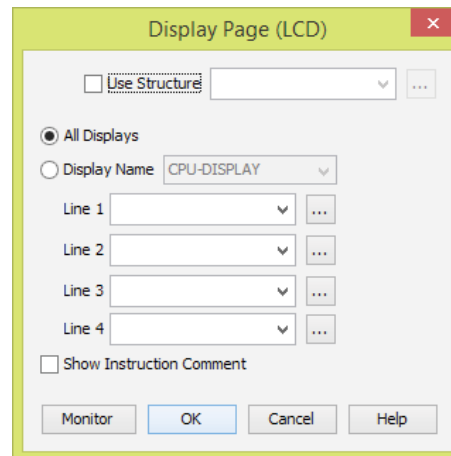 Display Page (LCD)
Use Structure
...
All Displays
Display Name CPU-DISPLAY
Line 1 ...
Line 2 ...
Line 3 ...
Line 4 ...
Show Instruction Comment
Monitor OK Cancel Help